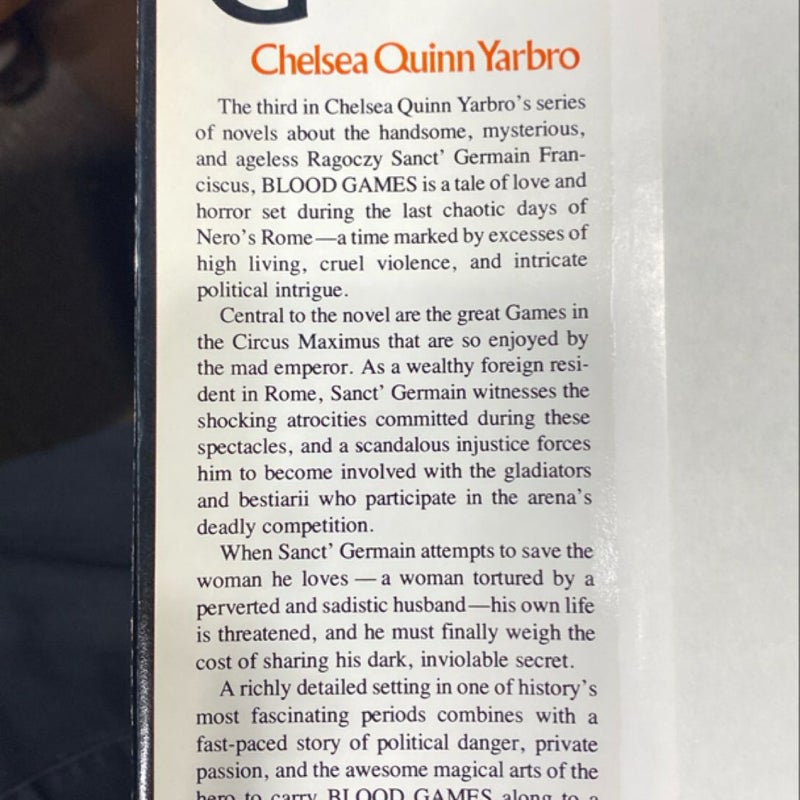 G
Chelsea Quinn Yarbro
The third in Chelsea Quinn Yarbro's series
of novels about the handsome, mysterious,
and ageless Ragoczy Sanct' Germain Fran-
ciscus, BLOOD GAMES is a tale of love and
horror set during the last chaotic days of
Nero's Rome—a time marked by excesses of
high living, cruel violence, and intricate
political intrigue.
Central to the novel are the great Games in
the Circus Maximus that are so enjoyed by
the mad emperor. As a wealthy foreign resi-
dent in Rome, Sanct' Germain witnesses the
shocking atrocities committed during these
spectacles, and a scandalous injustice forces
him to become involved with the gladiators
and bestiarii who participate in the arena's
deadly competition.
When Sanct' Germain attempts to save the
woman he loves — a woman tortured by a
perverted and sadistic husband—his own life
is threatened, and he must finally weigh the
cost of sharing his dark, inviolable secret.
A richly detailed setting in one of history's
most fascinating periods combines with a
fast-paced story of political danger, private
passion, and the awesome magical arts of the
hero to carry BLOOD GAMES along to a